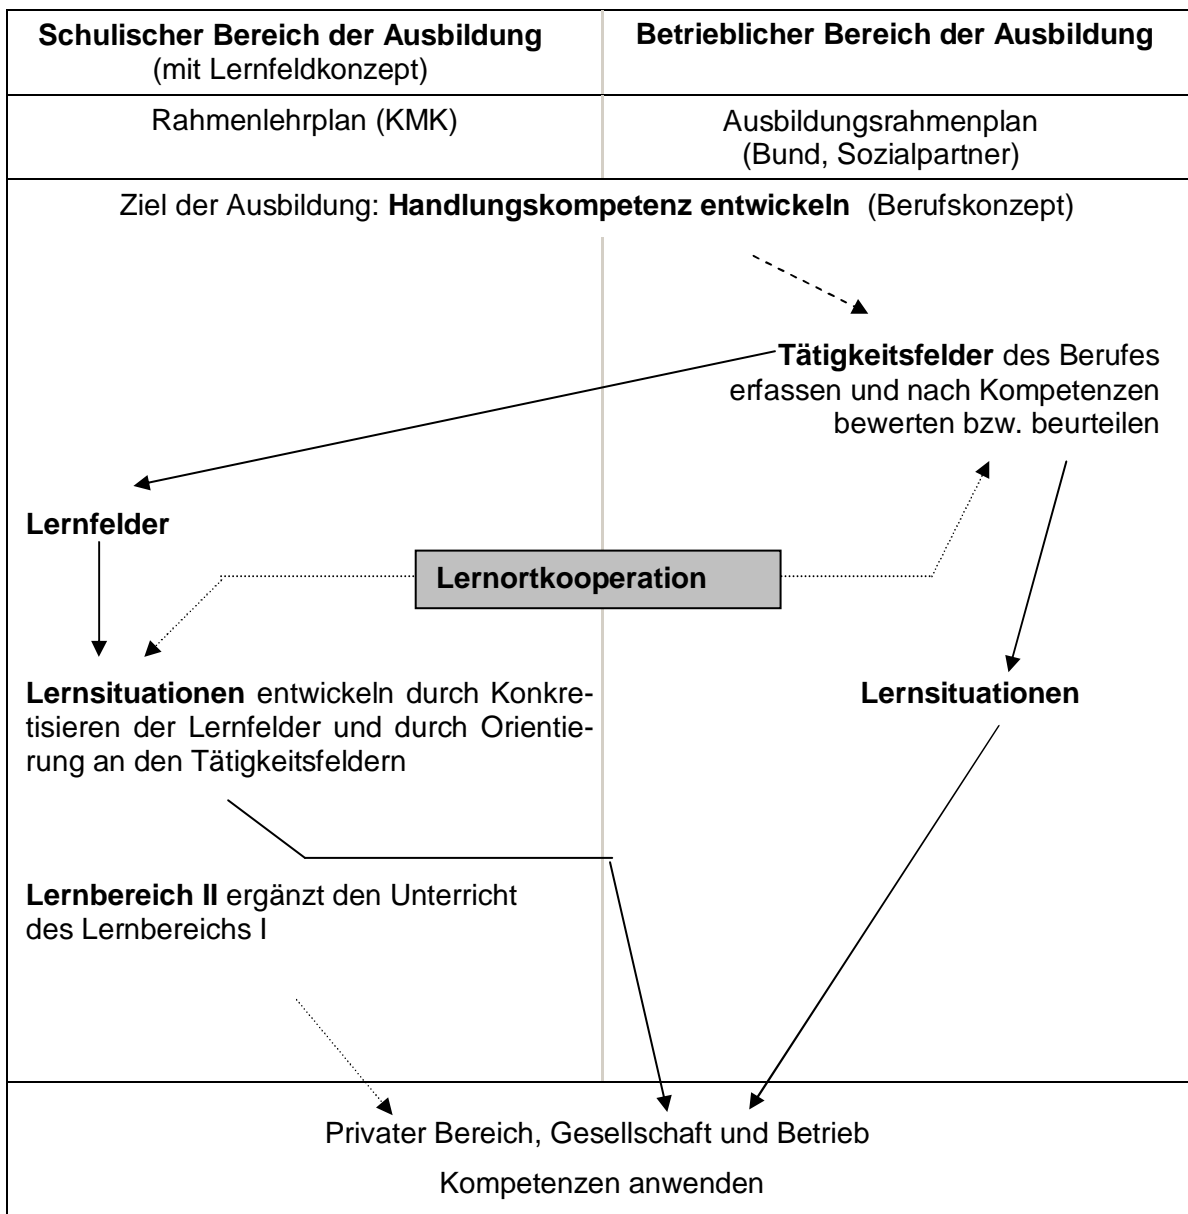 Schulischer Bereich der Ausbildung
(mit Lernfeldkonzept)
Betrieblicher Bereich der Ausbildung
Rahmenlehrplan (KMK)
Ausbildungsrahmenplan
(Bund, Sozialpartner)
Ziel der Ausbildung: Handlungskompetenz entwickeln (Berufskonzept)
Tätigkeitsfelder des Berufes
erfassen und nach Kompetenzen
bewerten bzw. beurteilen
Lernfelder
Lernortkooperation
Lernsituationen entwickeln durch Konkre-
tisieren der Lernfelder und durch Orientie-
rung an den Tätigkeitsfeldern
Lernsituationen
Lernbereich II ergänzt den Unterricht
des Lernbereichs I
Privater Bereich, Gesellschaft und Betrieb
Kompetenzen anwenden